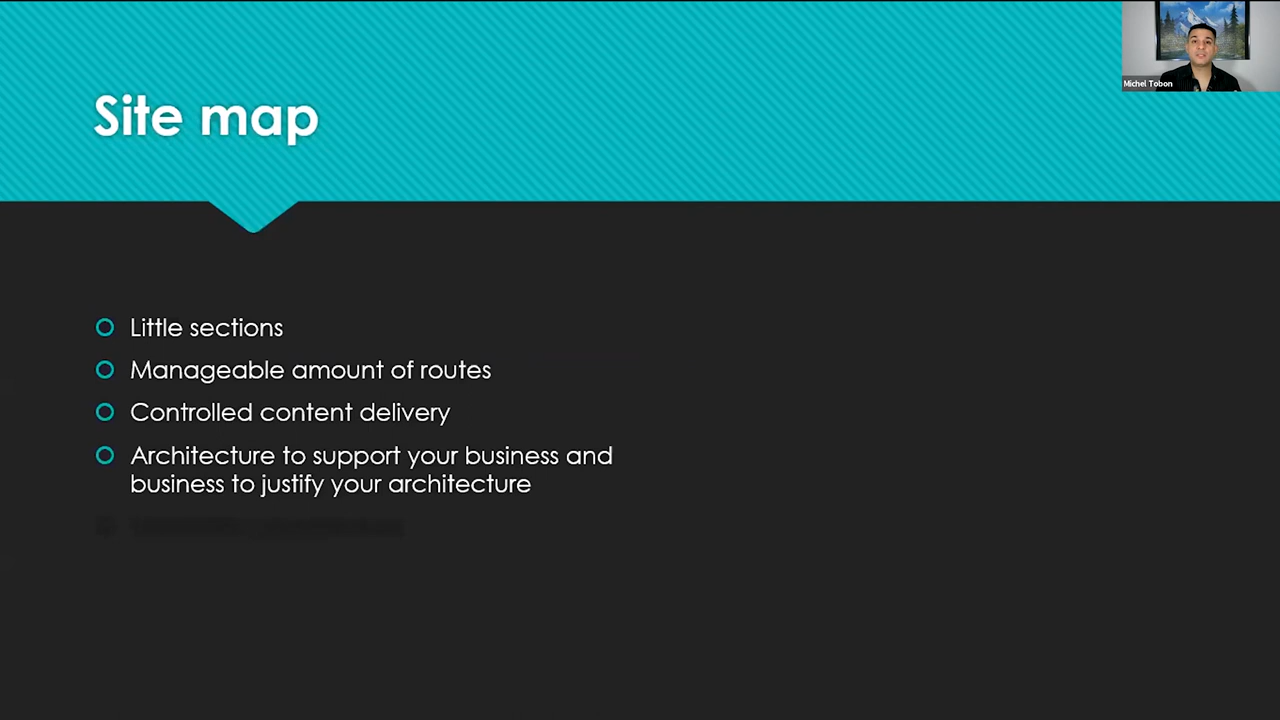 Michel Tobon
Site map
Little sections
Manageable amount of routes
Controlled content delivery
Architecture to support your business and
business to justify your architecture